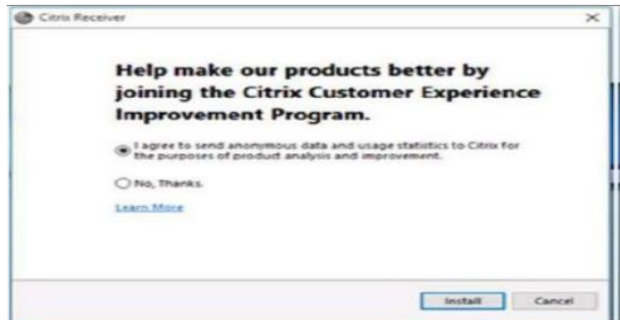 Citrix Receiver
Help make our products better by
joining the Citrix Customer Experience
Improvement Program.
I agree to send anonymous data and usage statistics to Citrix for
the purposes of product analysis and improvement.
No, Thanks.
Learn More
Install Cancel